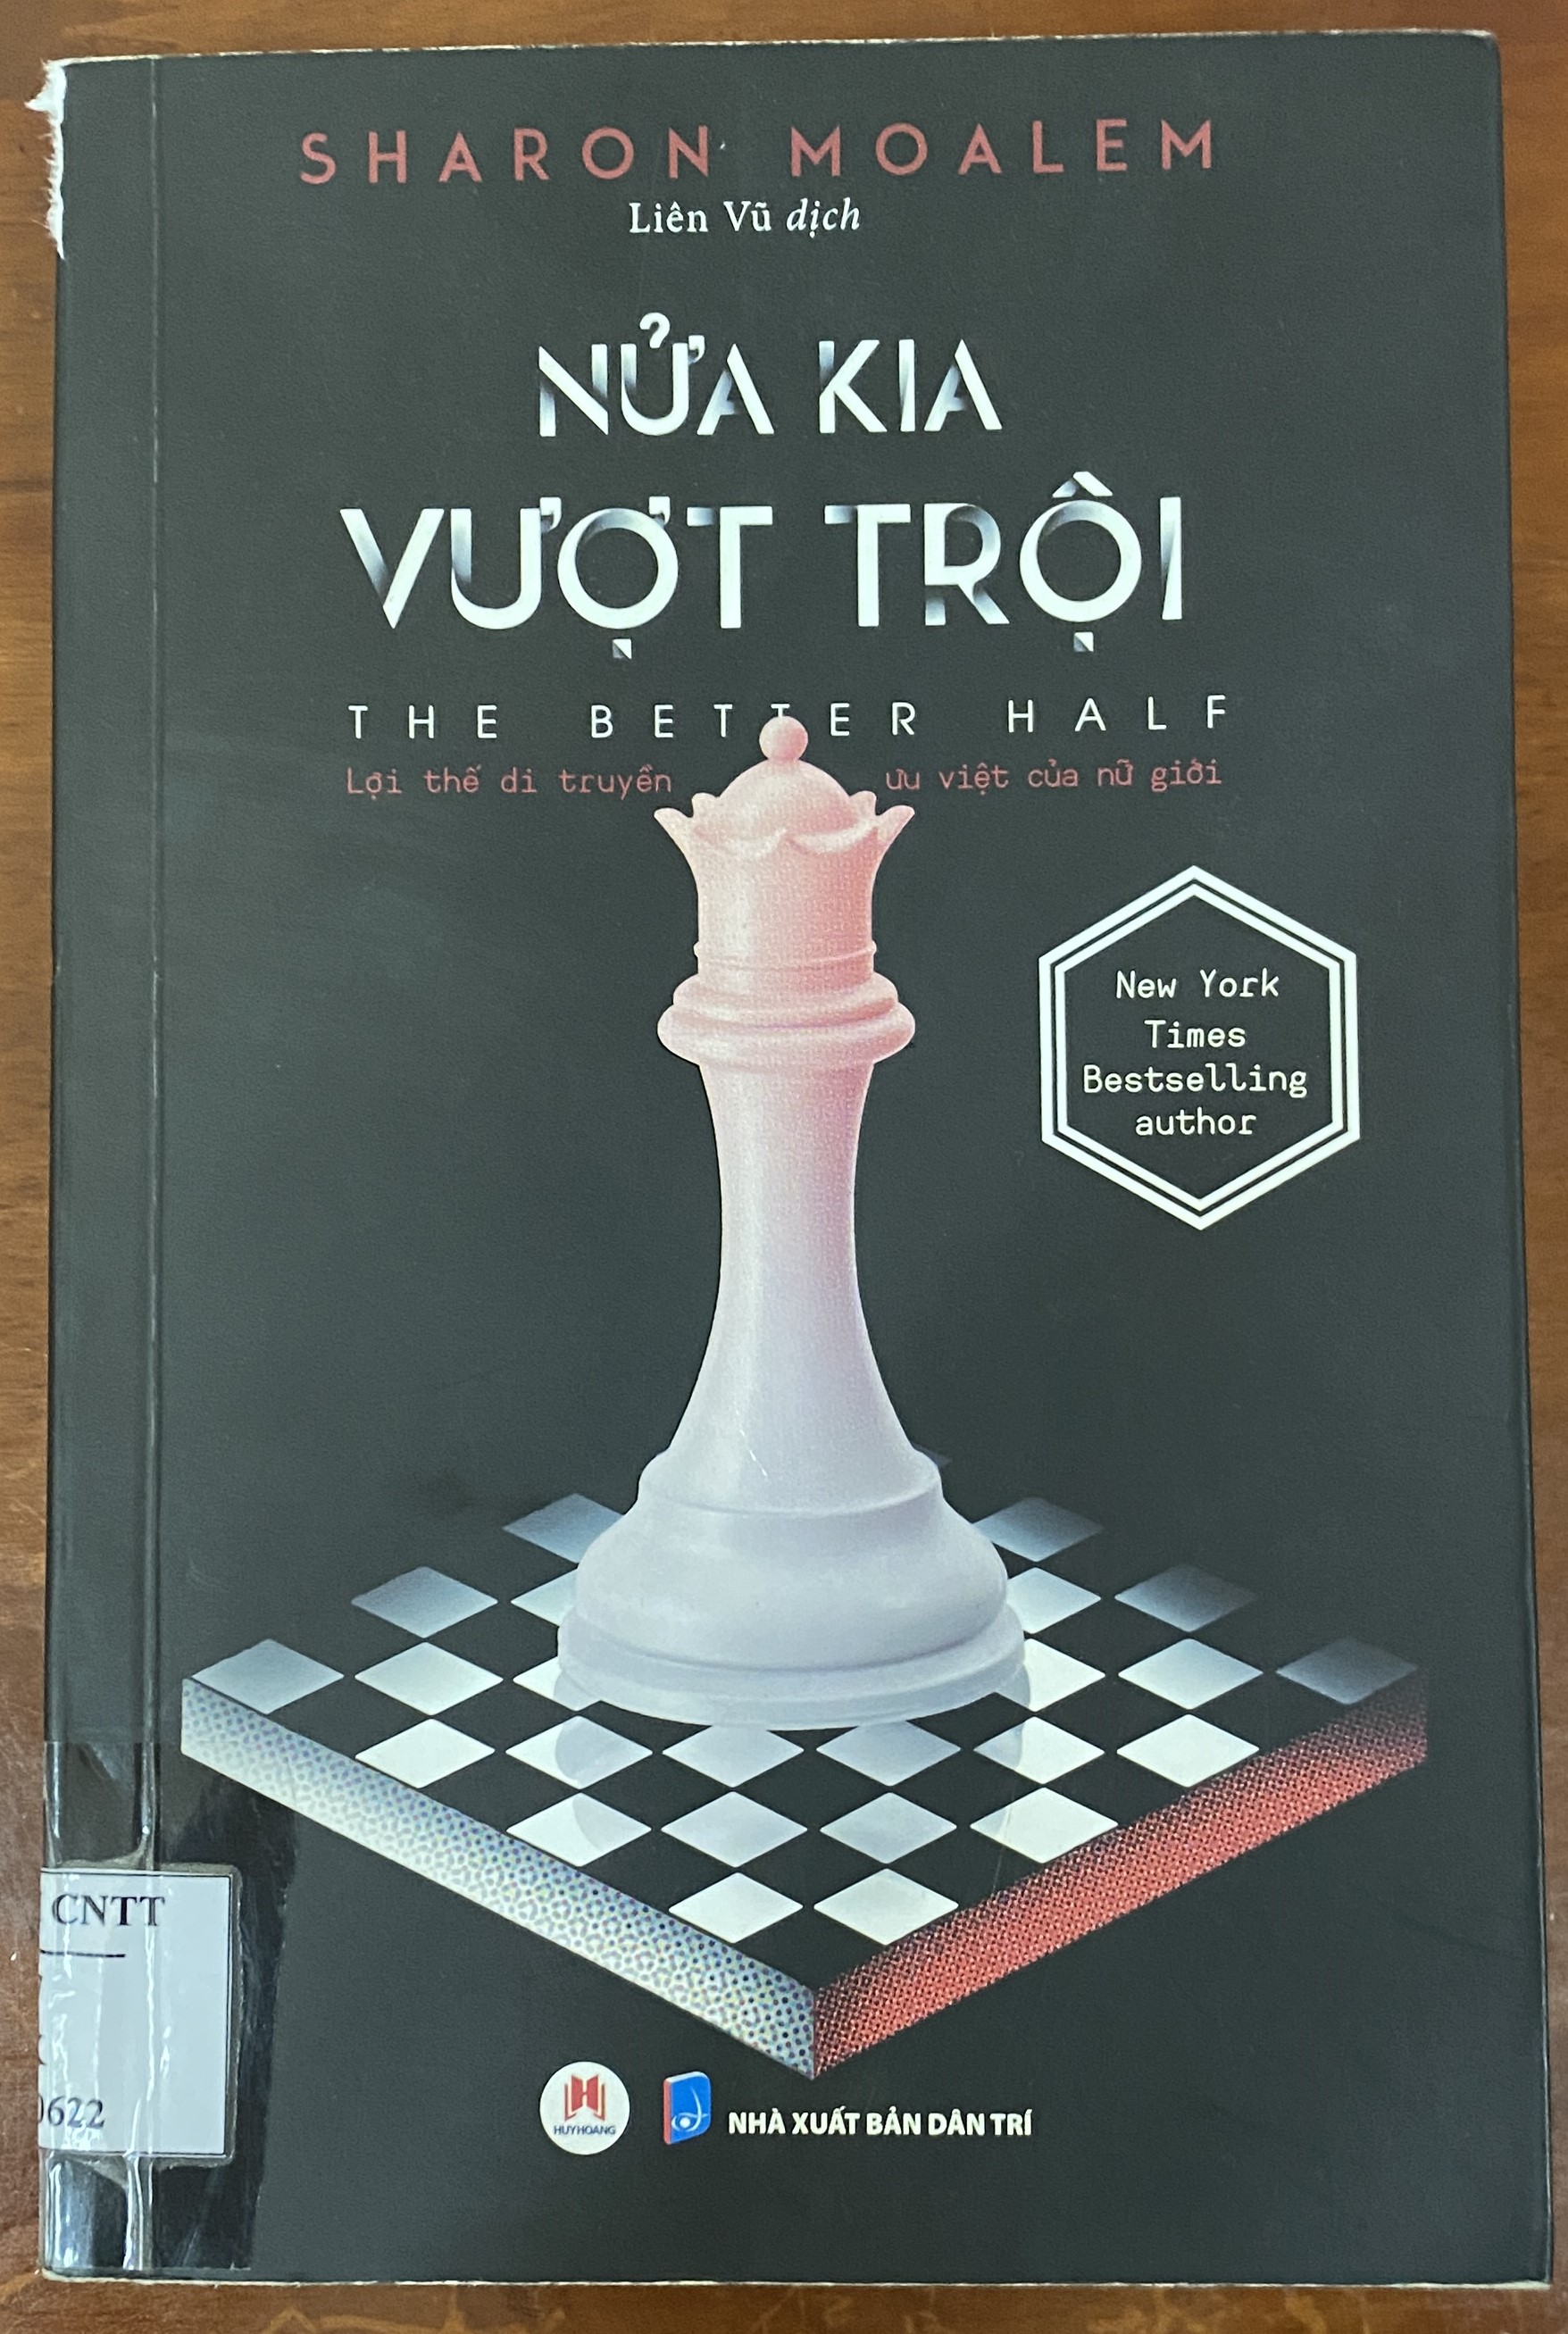 SHARON MOALEM
Liên Vũ dịch
NỬA KIA
VƯỢT TRỘI
THE BETTER HALF
Lợi thế di truyền ưu việt của nữ giới
New York
Times
Bestselling
author
CNTT
0622
HUYHOANG
NHÀ XUẤT BẢN DÂN TRÍ